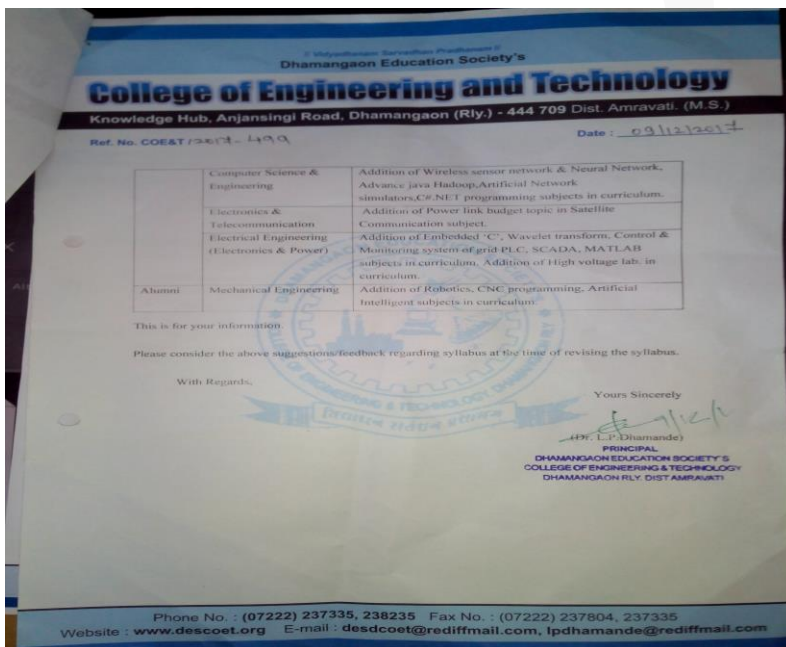 Dhamangaon Education Society's
College of Engineering and Technology
Knowledge Hub, Anjansingi Road, Dhamangaon (Rly.) - 444 709 Dist. Amravati. (M.S.)
Ref. No. COE&T / 2017-499
Date : 09/12/2017
Computer Science & Engineering
Addition of Wireless sensor network & Neural Network,
Advance java Hadoop,Artificial Network
simulators,C#.NET programming subjects in curriculum.
Electronics & Telecommunication
Addition of Power link budget topic in Satellite
Communication subject.
Electrical Engineering
(Electronics & Power)
Addition of Embedded 'C', Wavelet transform, Control &
Monitoring system of grid PLC, SCADA, MATLAB
subjects in curriculum. Addition of High voltage lab. in
curriculum.
Alumni
Mechanical Engineering
Addition of Robotics, CNC programming, Artificial
Intelligent subjects in curriculum.
This is for your information.
Please consider the above suggestions/feedback regarding syllabus at the time of revising the syllabus.
With Regards,
Yours Sincerely
(Dr. L.P.Dhamande)
PRINCIPAL
DHAMANGAON EDUCATION SOCIETY'S
COLLEGE OF ENGINEERING & TECHNOLOGY
DHAMANGAON RLY. DIST AMRAVATI
Phone No. : (07222) 237335, 238235 Fax No. : (07222) 237804, 237335
Website : www.descoet.org E-mail : desdcoet@rediffmail.com, lpdhamande@rediffmail.com